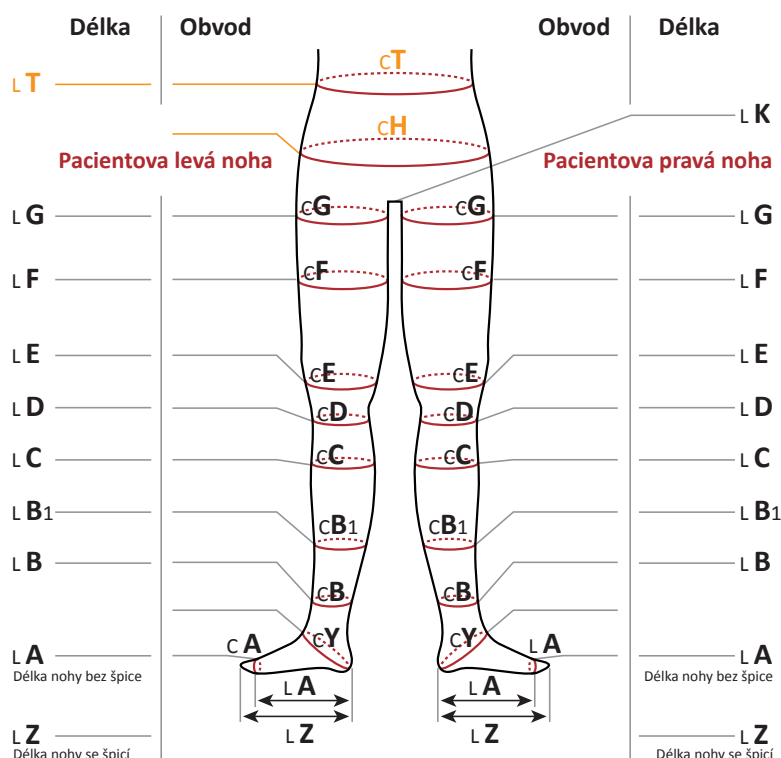 Délka Obvod Obvod Délka
cT
L T
L K
cH
Pacientova levá noha Pacientova pravá noha
L G cG cG L G
L F cF cF L F
L E cE cE L E
L D cD cD L D
L C cC cC L C
L B1 cB1 cB1 L B1
L B cB cB L B
cY cY
C A L A
L A L A
Délka nohy bez špice Délka nohy bez špice
L A L A
L Z L Z
L Z L Z
Délka nohy se špicí Délka nohy se špicí